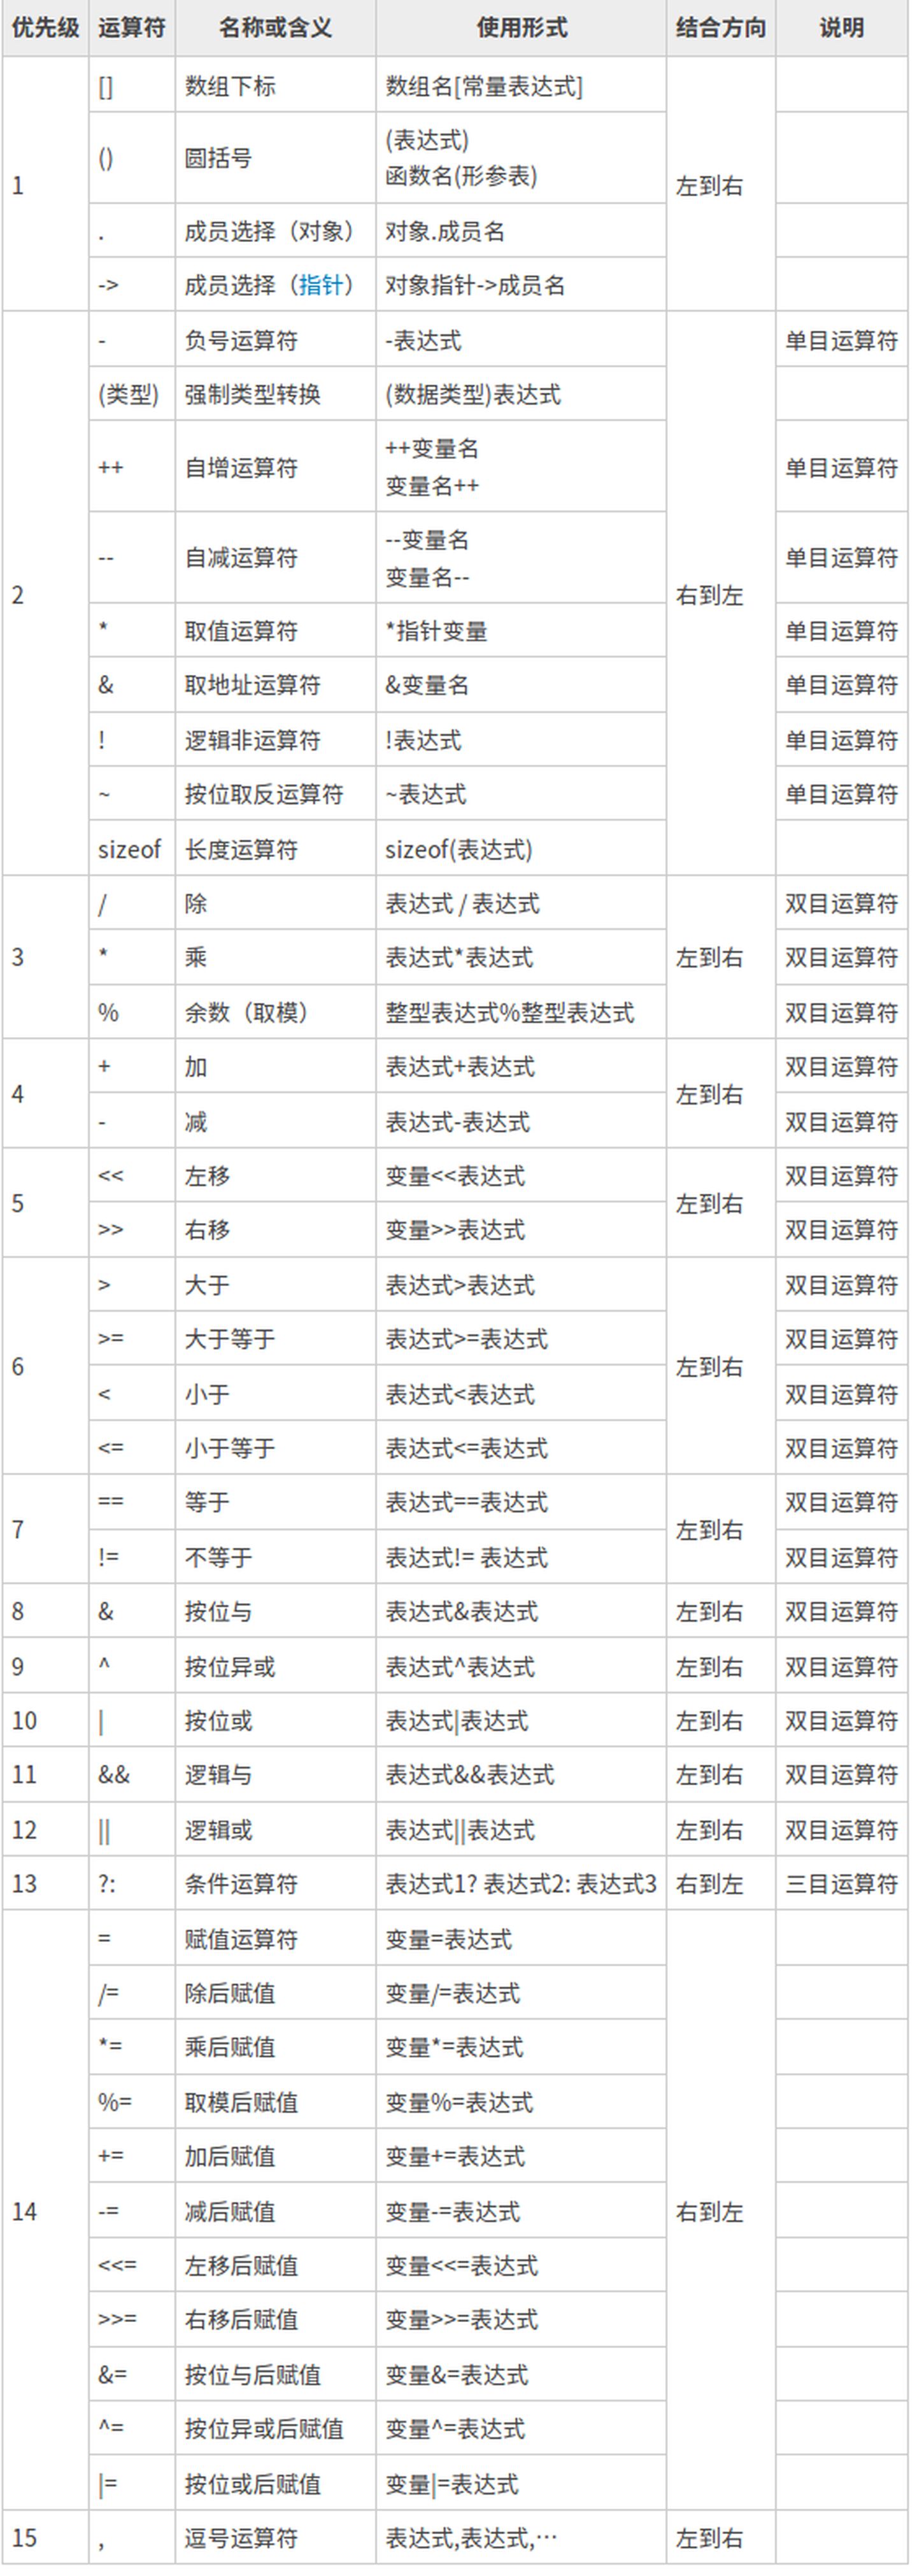 优先级 运算符 名称或含义 使用形式 结合方向 说明
1 [] 数组下标 数组名[常量表达式] 左到右
() 圆括号 (表达式)
函数名(形参表)
. 成员选择（对象） 对象.成员名
-> 成员选择（指针） 对象指针->成员名
2 - 负号运算符 -表达式 右到左 单目运算符
(类型) 强制类型转换 (数据类型)表达式
++ 自增运算符 ++变量名 单目运算符
变量名++
-- 自减运算符 --变量名 单目运算符
变量名--
* 取值运算符 *指针变量 单目运算符
& 取地址运算符 &变量名 单目运算符
! 逻辑非运算符 !表达式 单目运算符
~ 按位取反运算符 ~表达式 单目运算符
sizeof 长度运算符 sizeof(表达式)
3 / 除 表达式 / 表达式 左到右 双目运算符
* 乘 表达式*表达式 双目运算符
% 余数（取模） 整型表达式%整型表达式 双目运算符
4 + 加 表达式+表达式 左到右 双目运算符
- 减 表达式-表达式 双目运算符
5 << 左移 变量<<表达式 左到右 双目运算符
>> 右移 变量>>表达式 双目运算符
6 > 大于 表达式>表达式 左到右 双目运算符
>= 大于等于 表达式>=表达式 双目运算符
< 小于 表达式<表达式 双目运算符
<= 小于等于 表达式<=表达式 双目运算符
7 == 等于 表达式==表达式 左到右 双目运算符
!= 不等于 表达式!= 表达式 双目运算符
8 & 按位与 表达式&表达式 左到右 双目运算符
9 ^ 按位异或 表达式^表达式 左到右 双目运算符
10 | 按位或 表达式|表达式 左到右 双目运算符
11 && 逻辑与 表达式&&表达式 左到右 双目运算符
12 || 逻辑或 表达式||表达式 左到右 双目运算符
13 ?: 条件运算符 表达式1? 表达式2: 表达式3 右到左 三目运算符
14 = 赋值运算符 变量=表达式 右到左
/= 除后赋值 变量/=表达式
*= 乘后赋值 变量*=表达式
%= 取模后赋值 变量%=表达式
+= 加后赋值 变量+=表达式
-= 减后赋值 变量-=表达式
<<= 左移后赋值 变量<<=表达式
>>= 右移后赋值 变量>>=表达式
&= 按位与后赋值 变量&=表达式
^= 按位异或后赋值 变量^=表达式
|= 按位或后赋值 变量|=表达式
15 , 逗号运算符 表达式,表达式,… 左到右